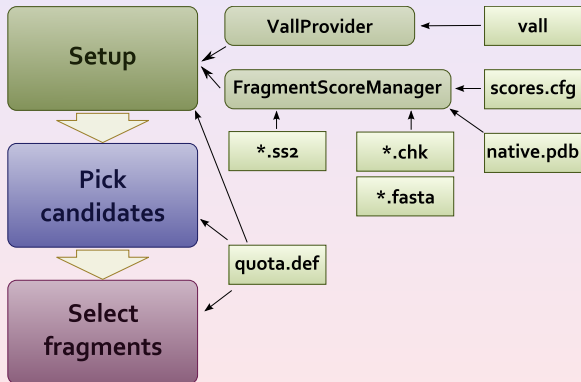 Setup
VallProvider
vall
FragmentScoreManager
scores.cfg
*.ss2
*.chk
native.pdb
*.fasta
Pick
candidates
quota.def
Select
fragments